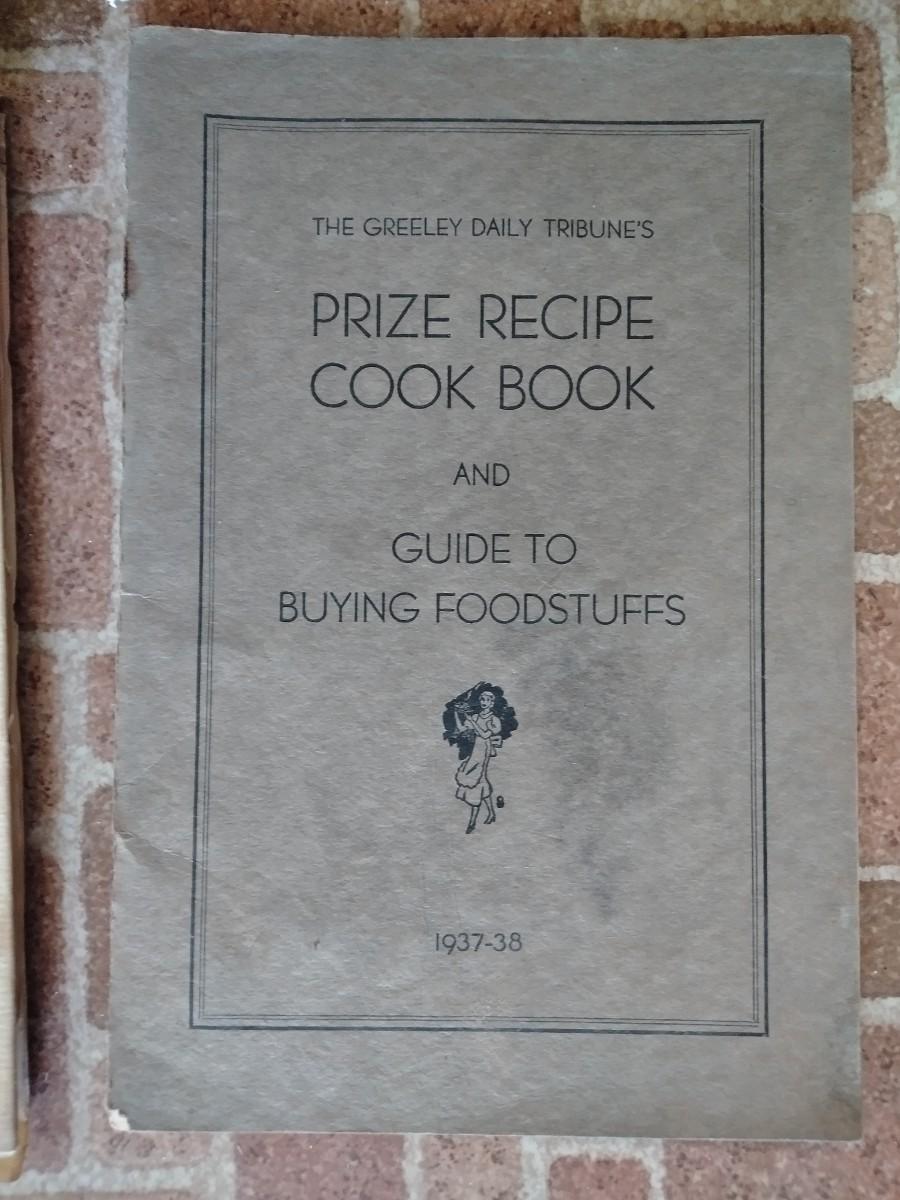 THE GREELEY DAILY TRIBUNE'S
PRIZE RECIPE
COOK BOOK
AND
GUIDE TO
BUYING FOODSTUFFS
1937-38